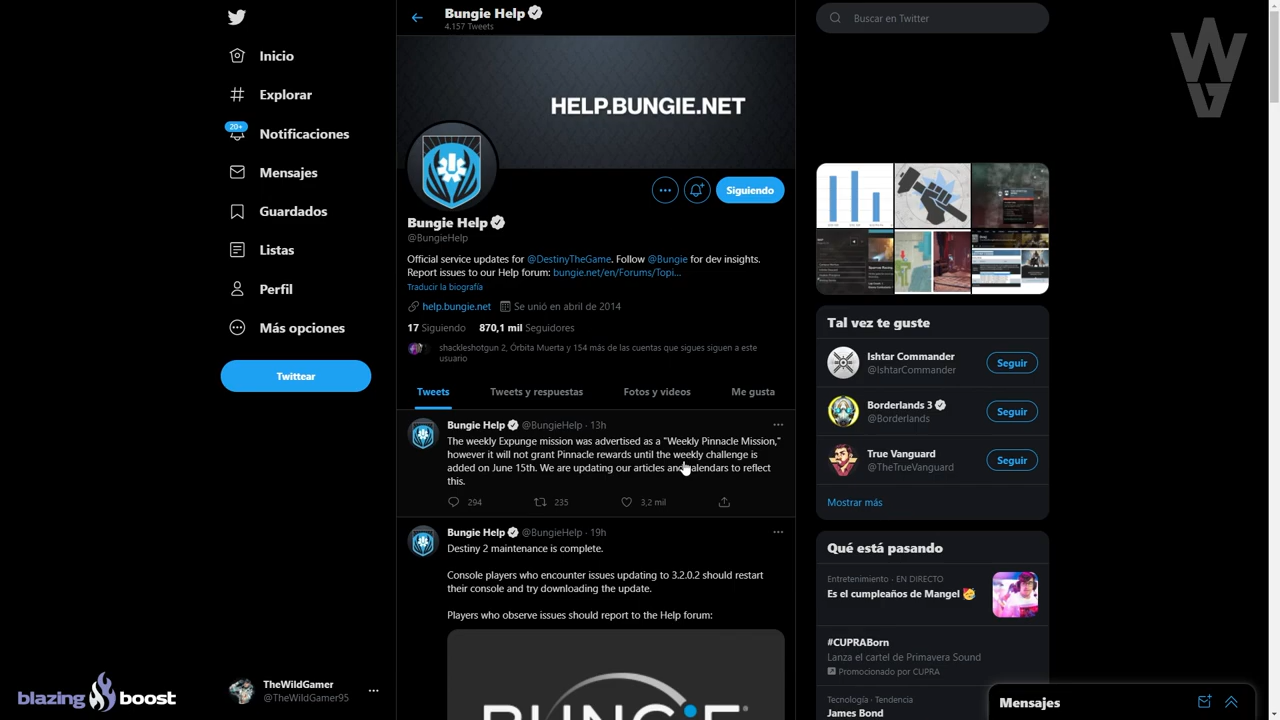 Bungie Help
4.157 Tweets
Buscar en Twitter
Inicio
Explorar
20+
Notificaciones
Mensajes
Guardados
Listas
Perfil
Más opciones
Twittear
HELP.BUNGIE.NET
Siguiendo
Bungie Help
@BungieHelp
Official service updates for @DestinyTheGame. Follow @Bungie for dev insights.
Report issues to our Help forum: bungie.net/en/Forums/Topi...
Traducir la biografía
help.bungie.net Se unió en abril de 2014
17 Siguiendo 870,1 mil Seguidores
shackleshotgun 2, Órbita Muerta y 154 más de las cuentas que sigues siguen a este
usuario
Tweets Tweets y respuestas Fotos y videos Me gusta
Bungie Help @BungieHelp · 13h
The weekly Expunge mission was advertised as a "Weekly Pinnacle Mission,"
however it will not grant Pinnacle rewards until the weekly challenge is
added on June 15th. We are updating our articles and calendars to reflect
this.
294 235 3,2 mil
Bungie Help @BungieHelp · 19h
Destiny 2 maintenance is complete.
Console players who encounter issues updating to 3.2.0.2 should restart
their console and try downloading the update.
Players who observe issues should report to the Help forum:
BUNGIE
Tal vez te guste
Ishtar Commander
@IshtarCommander
Seguir
Borderlands 3
@Borderlands
Seguir
True Vanguard
@TheTrueVanguard
Seguir
Mostrar más
Qué está pasando
Entretenimiento · EN DIRECTO
Es el cumpleaños de Mangel 🥳
#CUPRABorn
Lanza el cartel de Primavera Sound
Promocionado por CUPRA
Tecnología · Tendencia
James Bond
Mensajes
blazing boost
TheWildGamer
@TheWildGamer95
WG